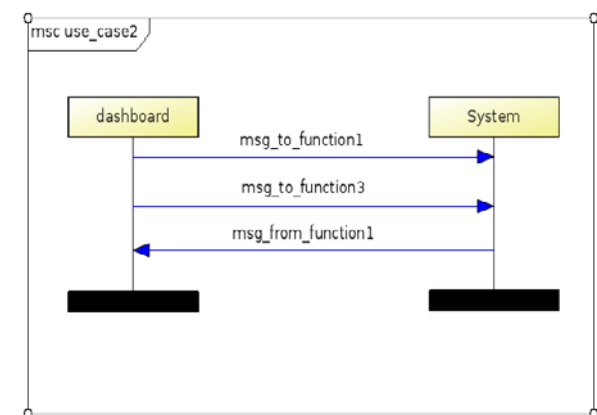 msc use_case2
dashboard
System
msg_to_function1
msg_to_function3
msg_from_function1